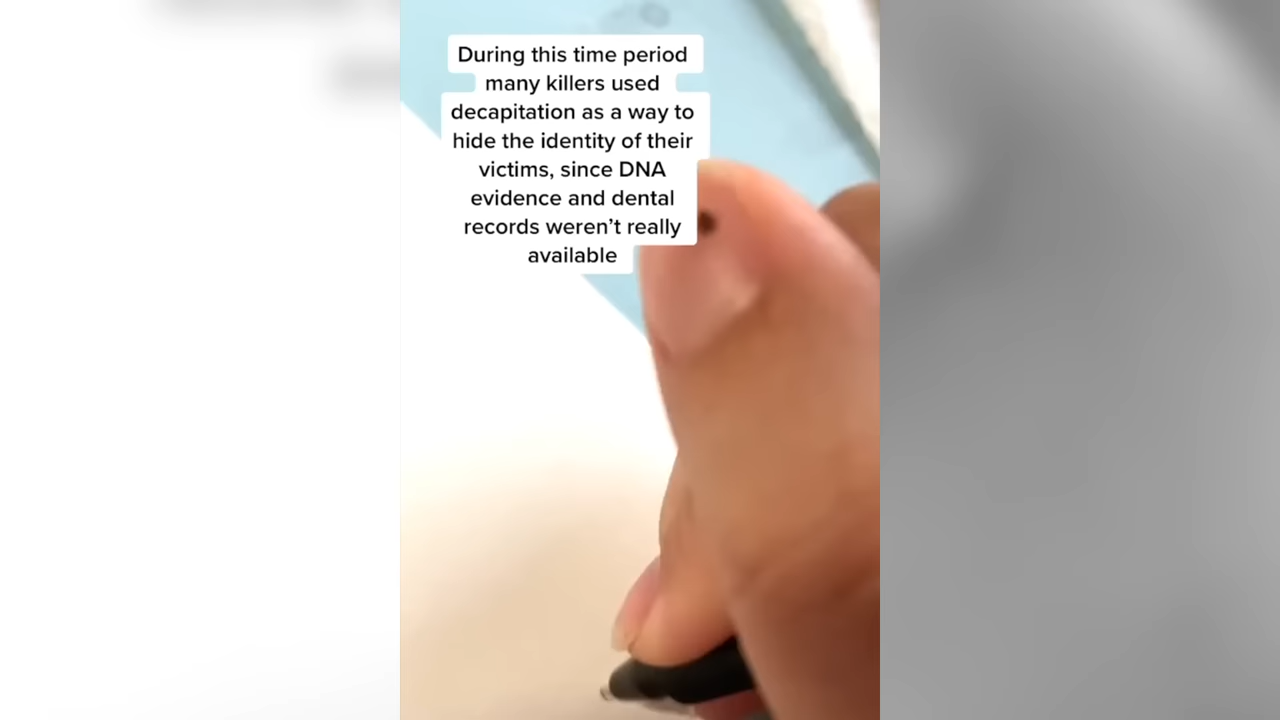 During this time period
many killers used
decapitation as a way to
hide the identity of their
victims, since DNA
evidence and dental
records weren’t really
available